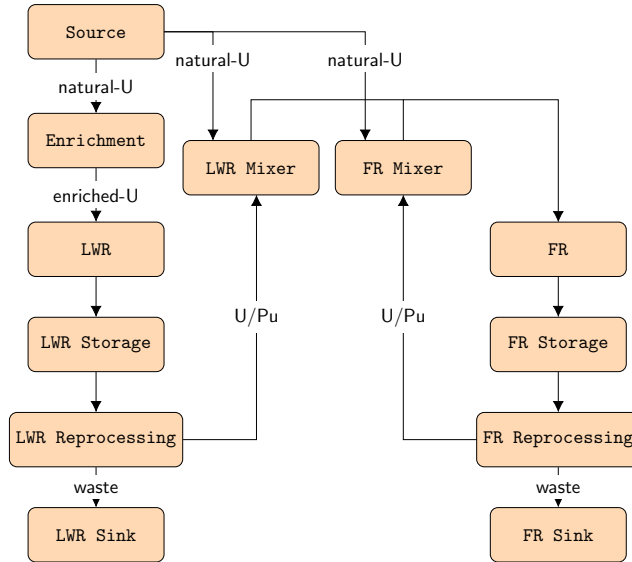 Source
natural-U
natural-U
natural-U
Enrichment
LWR Mixer
FR Mixer
enriched-U
LWR
FR
U/Pu
U/Pu
LWR Storage
FR Storage
LWR Reprocessing
FR Reprocessing
waste
waste
LWR Sink
FR Sink